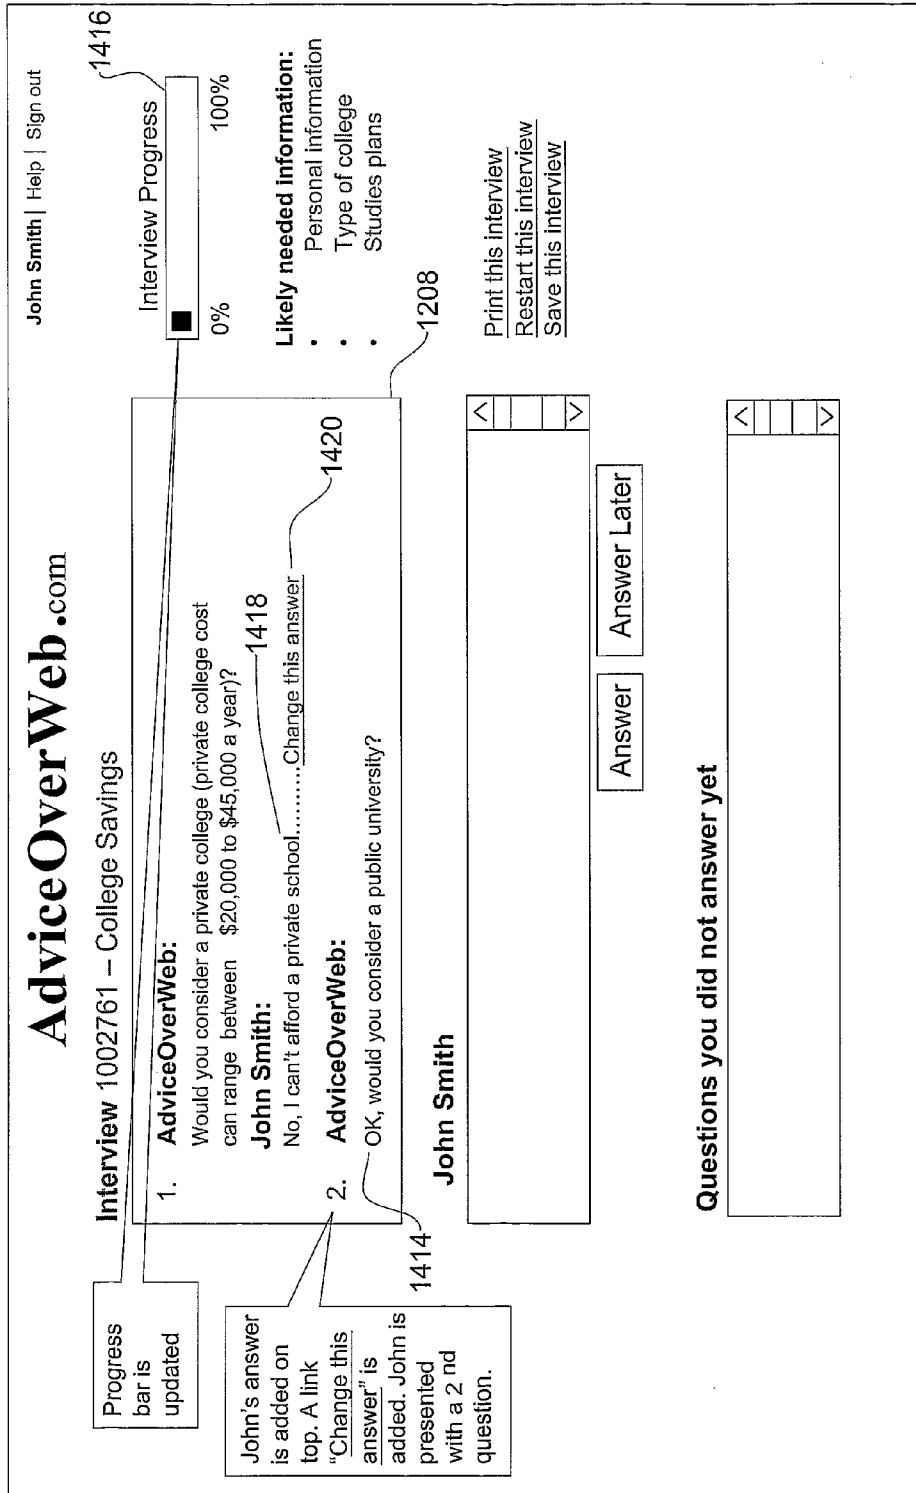 John Smith | Help | Sign out
AdviceOverWeb.com
Interview 1002761 – College Savings
Interview Progress
1416
0% 100%
Progress
bar is
updated
1. AdviceOverWeb:
Would you consider a private college (private college cost
can range between $20,000 to $45,000 a year)?
John Smith:
1418
No, I can't afford a private school..........Change this answer
1420
2. AdviceOverWeb:
OK, would you consider a public university?
1414
1208
Likely needed information:
• Personal information
• Type of college
• Studies plans
John's answer
is added on
top. A link
“Change this
answer” is
added. John is
presented
with a 2 nd
question.
John Smith
Print this interview
Restart this interview
Save this interview
Answer
Answer Later
Questions you did not answer yet